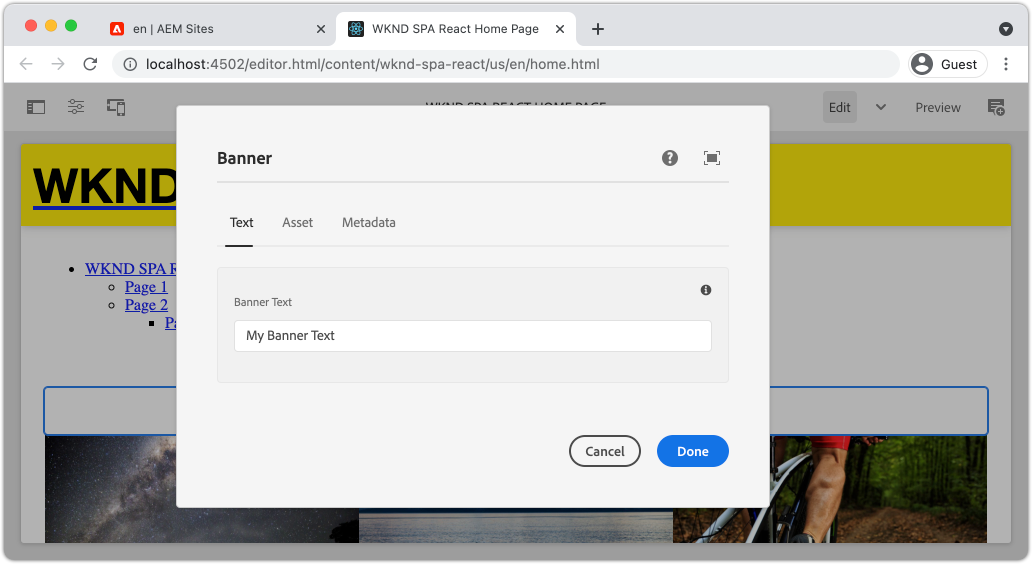 en | AEM Sites
WKND SPA React Home Page
localhost:4502/editor.html/content/wknd-spa-react/us/en/home.html
Guest
WKND SPA REACT HOME PAGE
Edit
Preview
WKND
WKND SPA R
Page 1
Page 2
Pa
Banner
Text Asset Metadata
Banner Text
My Banner Text
Cancel
Done